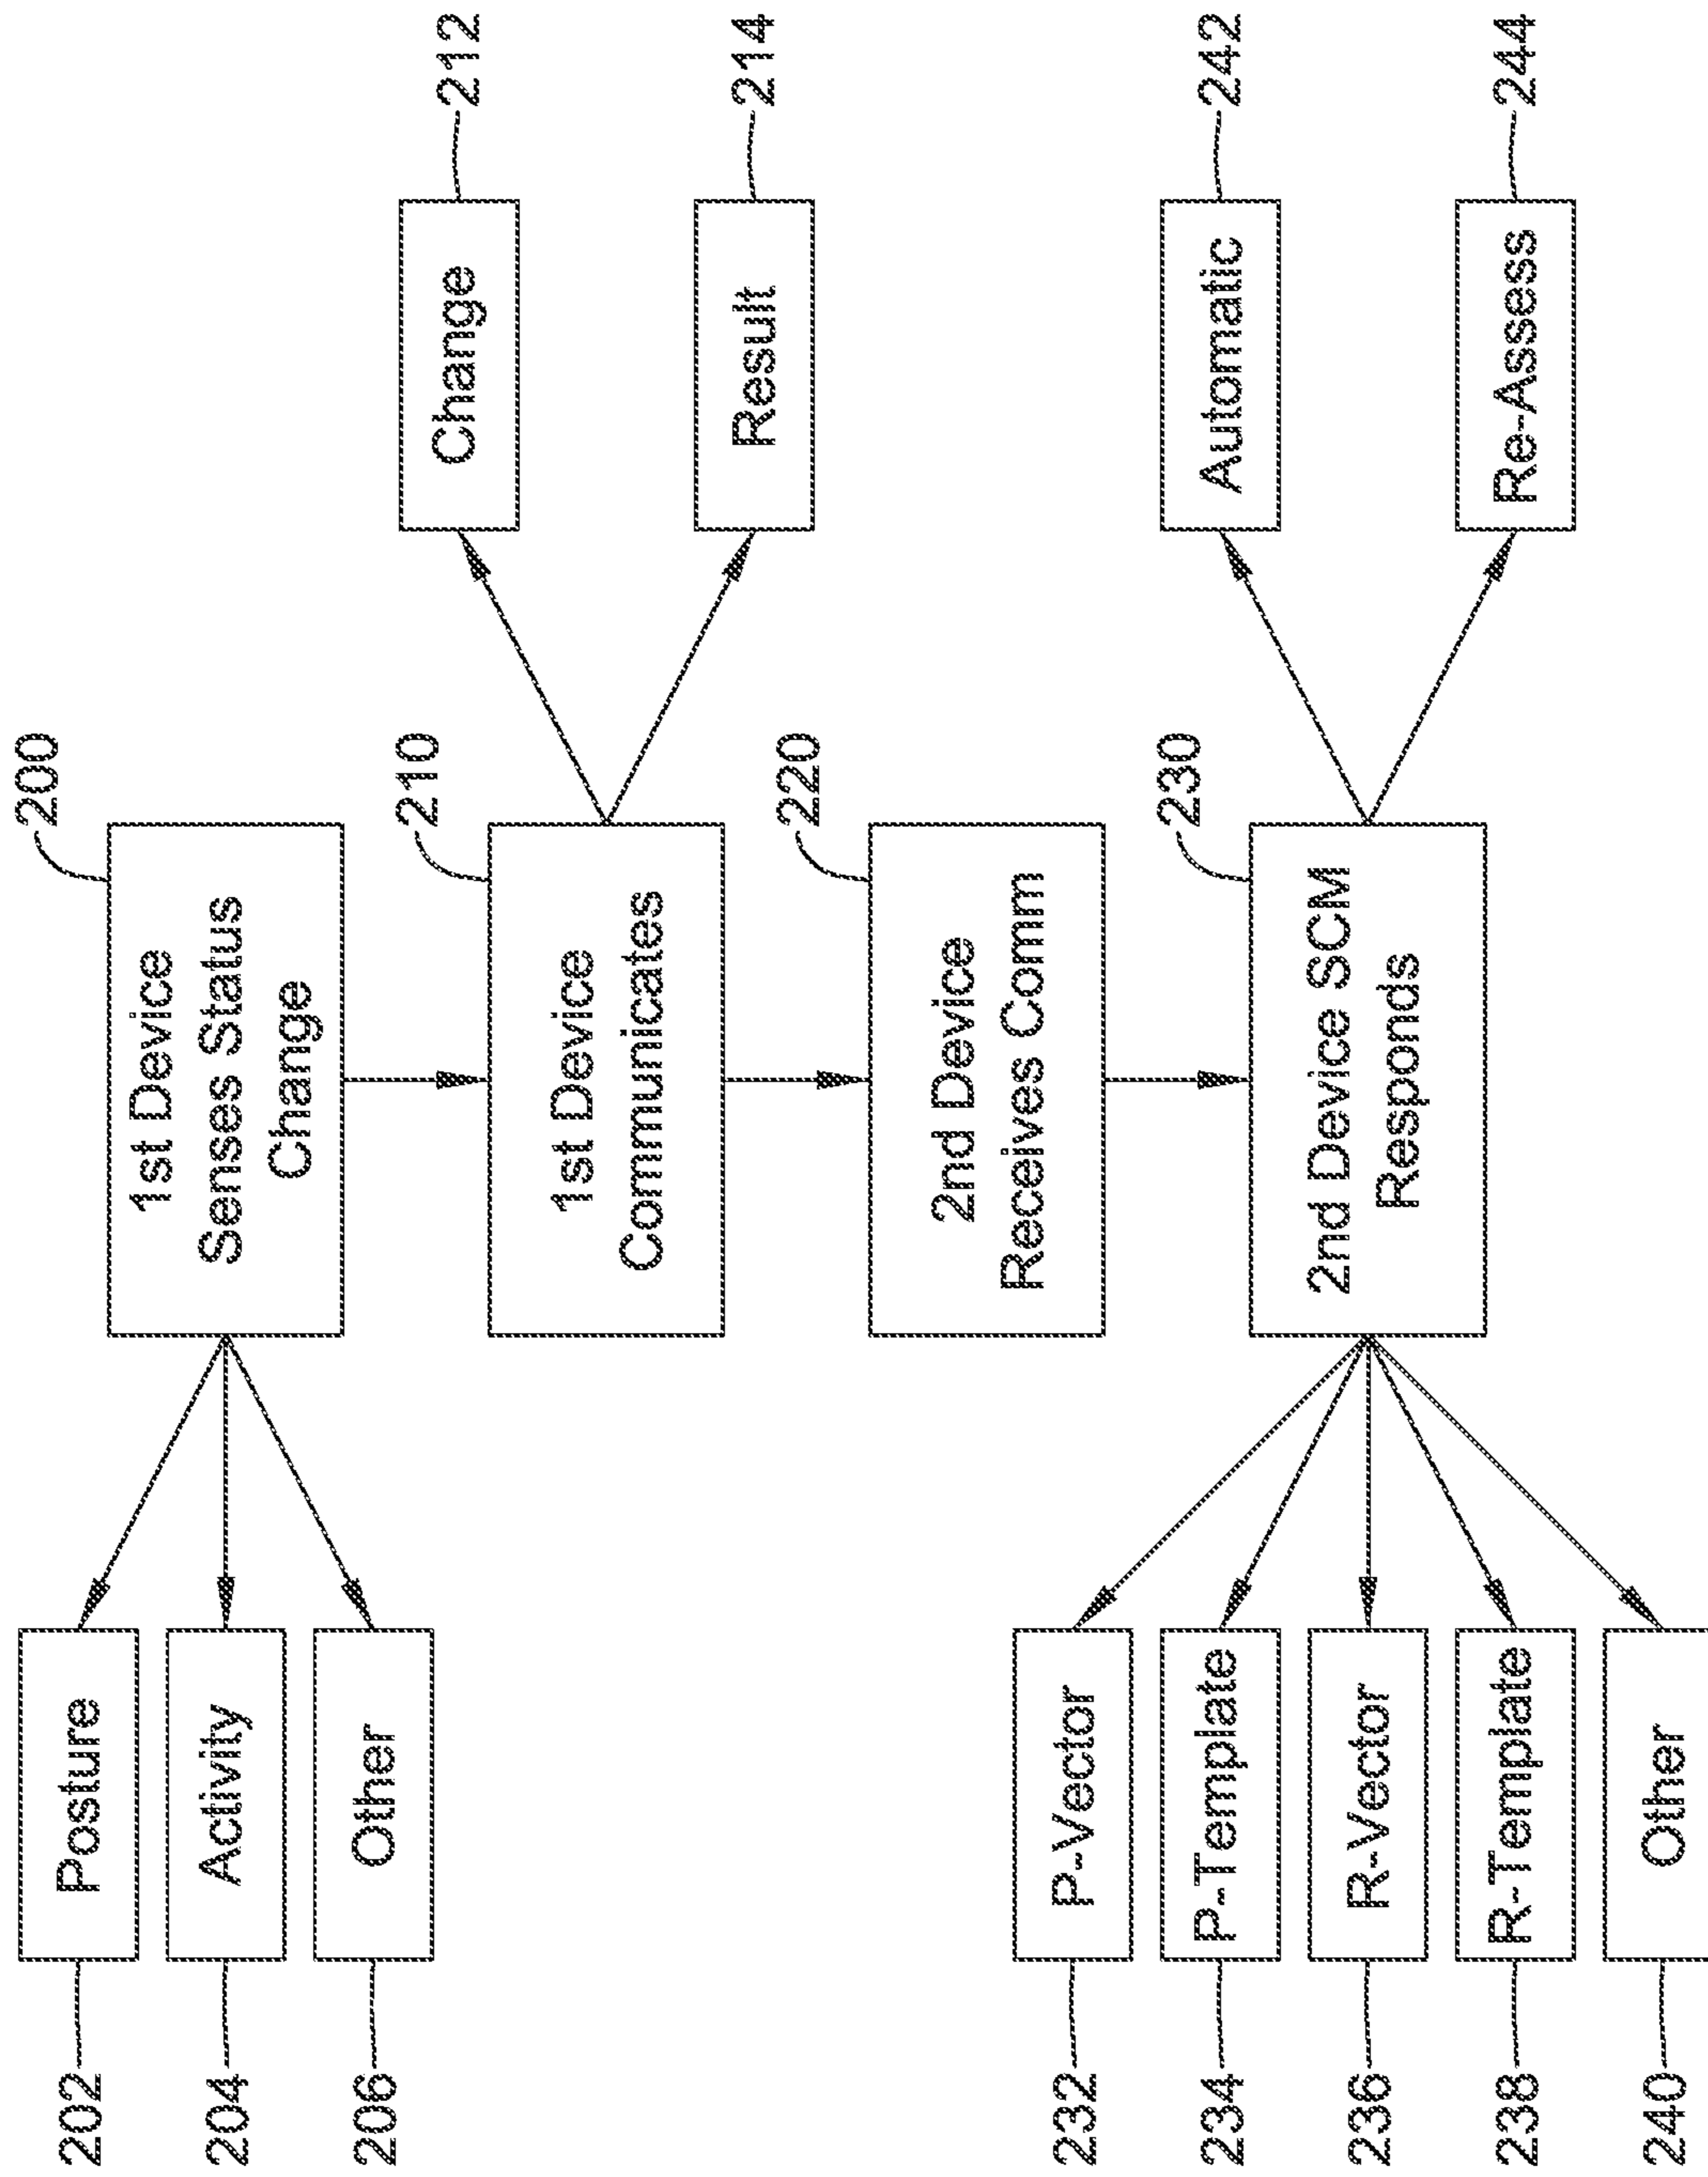 200
1st Device
Senses Status
Change
202
Posture
204
Activity
206
Other
210
1st Device
Communicates
Change
212
Result
214
220
2nd Device
Receives Comm
230
2nd Device SCM
Responds
232
P-Vector
234
P-Template
236
R-Vector
238
R-Template
240
Other
Automatic
242
Re-Assess
244